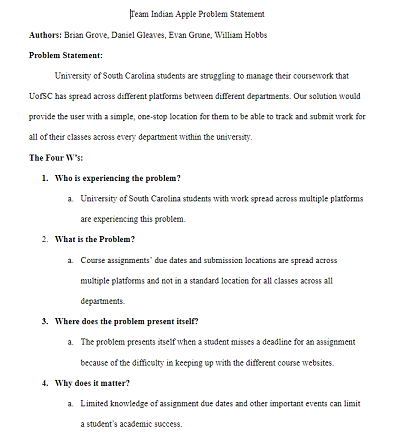 Team Indian Apple Problem Statement
Authors: Brian Grove, Daniel Gleaves, Evan Grune, William Hobbs
Problem Statement:
University of South Carolina students are struggling to manage their coursework that
UofSC has spread across different platforms between different departments. Our solution would
provide the user with a simple, one-stop location for them to be able to track and submit work for
all of their classes across every department within the university.
The Four W's:
1. Who is experiencing the problem?
a. University of South Carolina students with work spread across multiple platforms
are experiencing this problem.
2. What is the Problem?
a. Course assignments' due dates and submission locations are spread across
multiple platforms and not in a standard location for all classes across all
departments.
3. Where does the problem present itself?
a. The problem presents itself when a student misses a deadline for an assignment
because of the difficulty in keeping up with the different course websites.
4. Why does it matter?
a. Limited knowledge of assignment due dates and other important events can limit
a student's academic success.